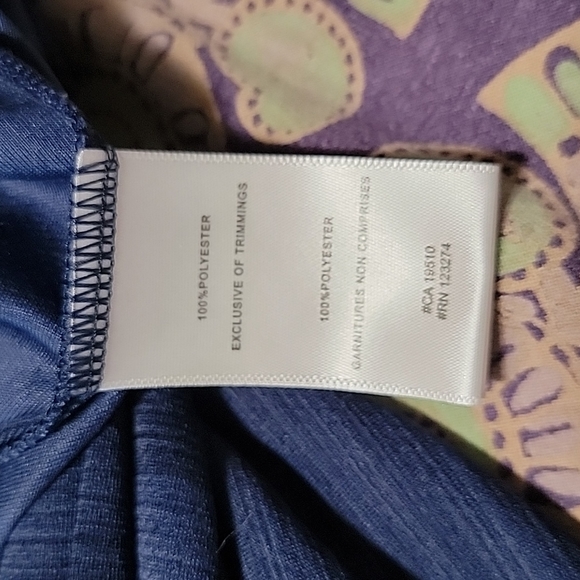 100%POLYESTER
EXCLUSIVE OF TRIMMINGS
100%POLYESTER
GARNITURES NON COMPRISES
#CA 19510
#RN 123274